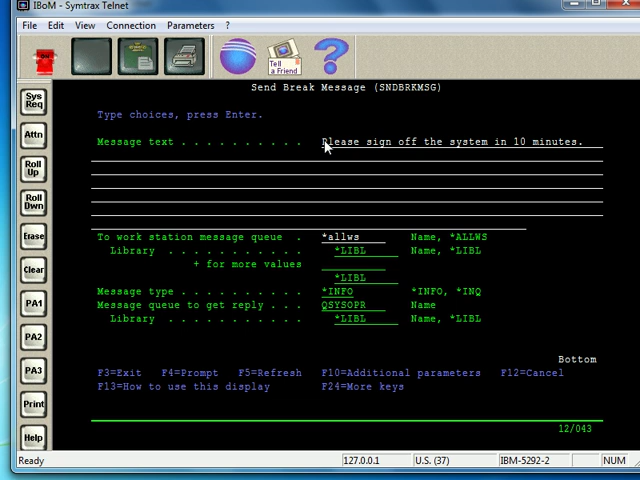 IBoM - Symtrax Telnet
File Edit View Connection Parameters ?
Tell a Friend
Send Break Message (SNDBRKMSG)
Type choices, press Enter.
Message text . . . . . . . . . . Please sign off the system in 10 minutes.
To work station message queue . *allws Name, *ALLWS
Library . . . . . . . . . . . *LIBL Name, *LIBL
+ for more values
*LIBL
Message type . . . . . . . . . . *INFO *INFO, *INQ
Message queue to get reply . . . QSYSOPR Name
Library . . . . . . . . . . . *LIBL Name, *LIBL
Bottom
F3=Exit F4=Prompt F5=Refresh F10=Additional parameters F12=Cancel
F13=How to use this display F24=More keys
12/043
Sys Req
Attn
Roll Up
Roll Dwn
Erase
Clear
PA1
PA2
PA3
Print
Help
Ready 127.0.0.1 U.S. (37) IBM-5292-2 NUM